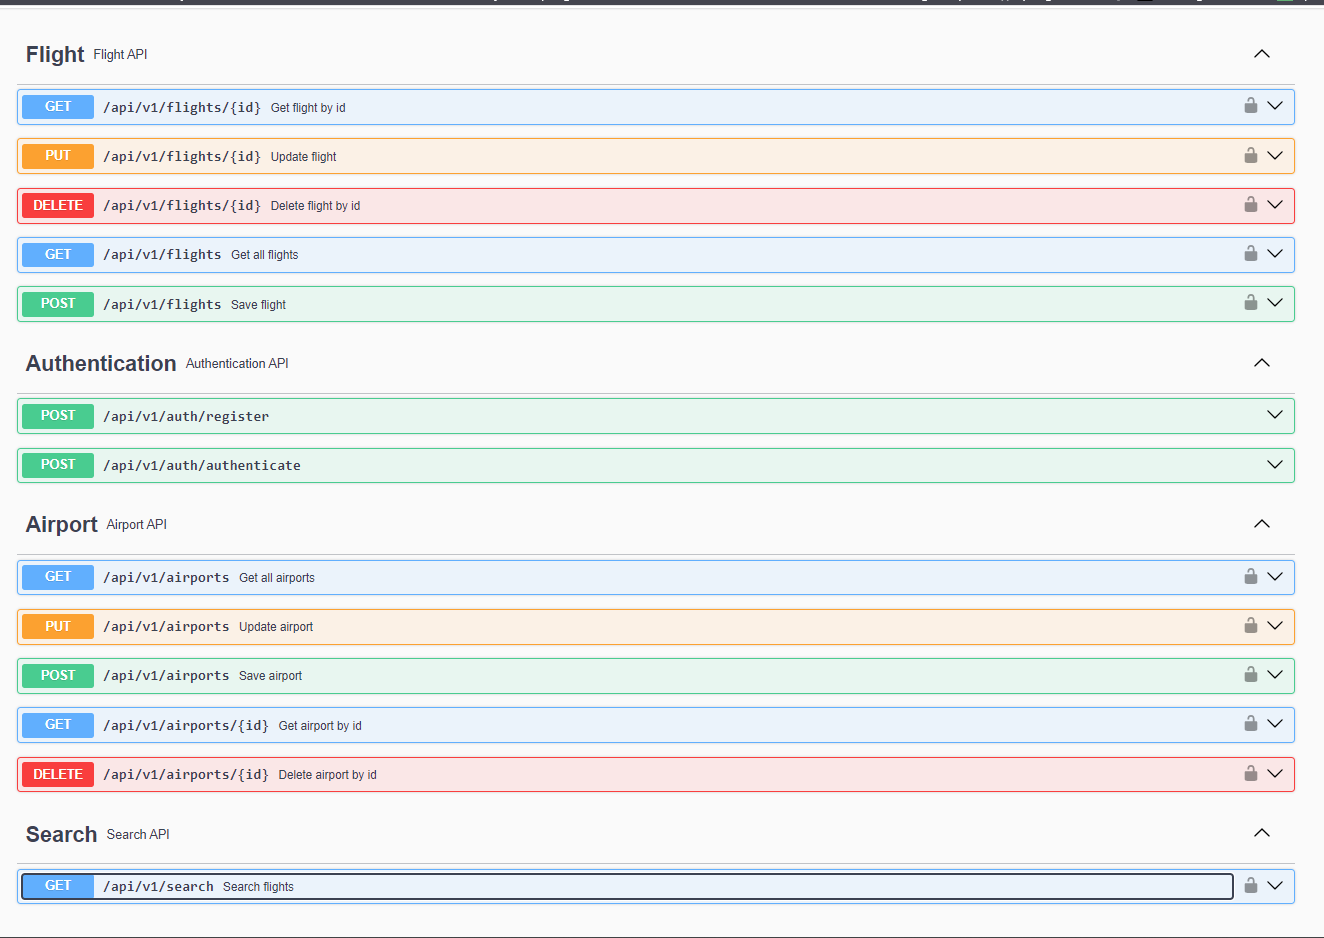 Flight Flight API
GET /api/v1/flights/{id} Get flight by id
PUT /api/v1/flights/{id} Update flight
DELETE /api/v1/flights/{id} Delete flight by id
GET /api/v1/flights Get all flights
POST /api/v1/flights Save flight
Authentication Authentication API
POST /api/v1/auth/register
POST /api/v1/auth/authenticate
Airport Airport API
GET /api/v1/airports Get all airports
PUT /api/v1/airports Update airport
POST /api/v1/airports Save airport
GET /api/v1/airports/{id} Get airport by id
DELETE /api/v1/airports/{id} Delete airport by id
Search Search API
GET /api/v1/search Search flights